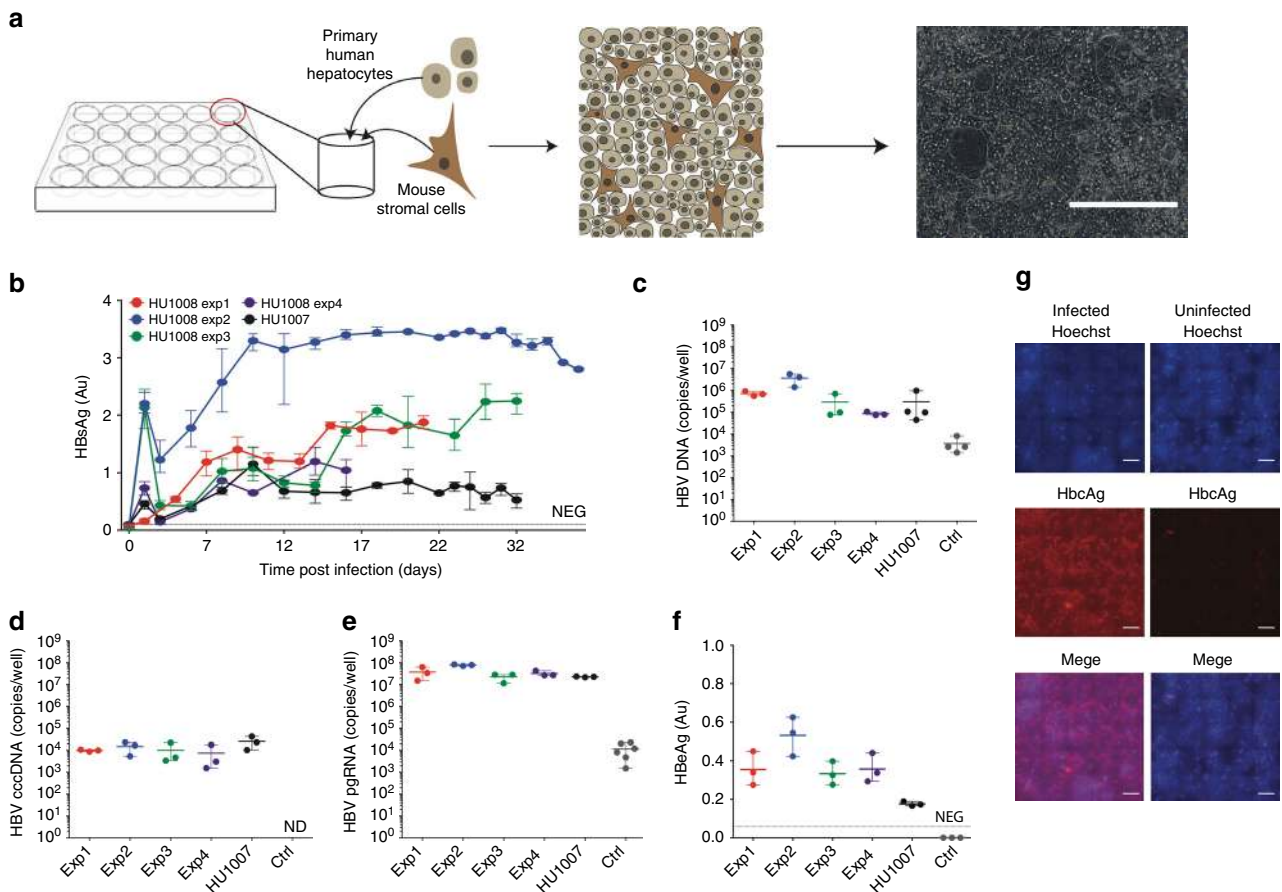 a
Primary
human
hepatocytes
Mouse
stromal cells
b
HBsAg (Au)
4
3
2
1
0
HU1008 exp1
HU1008 exp2
HU1008 exp3
HU1008 exp4
HU1007
NEG
0 7 12 17 22 32
Time post infection (days)
c
HBV DNA (copies/well)
10⁹
10⁸
10⁷
10⁶
10⁵
10⁴
10³
10²
10¹
10⁰
Exp1 Exp2 Exp3 Exp4 HU1007 Ctrl
d
HBV cccDNA (copies/well)
10⁹
10⁸
10⁷
10⁶
10⁵
10⁴
10³
10²
10¹
10⁰
ND
Exp1 Exp2 Exp3 Exp4 HU1007 Ctrl
e
HBV pgRNA (copies/well)
10⁹
10⁸
10⁷
10⁶
10⁵
10⁴
10³
10²
10¹
10⁰
Exp1 Exp2 Exp3 Exp4 HU1007 Ctrl
f
HBeAg (Au)
1.0
0.8
0.6
0.4
0.2
0.0
NEG
Exp1 Exp2 Exp3 Exp4 HU1007 Ctrl
g
Infected
Hoechst
Uninfected
Hoechst
HbcAg
HbcAg
Mege
Mege